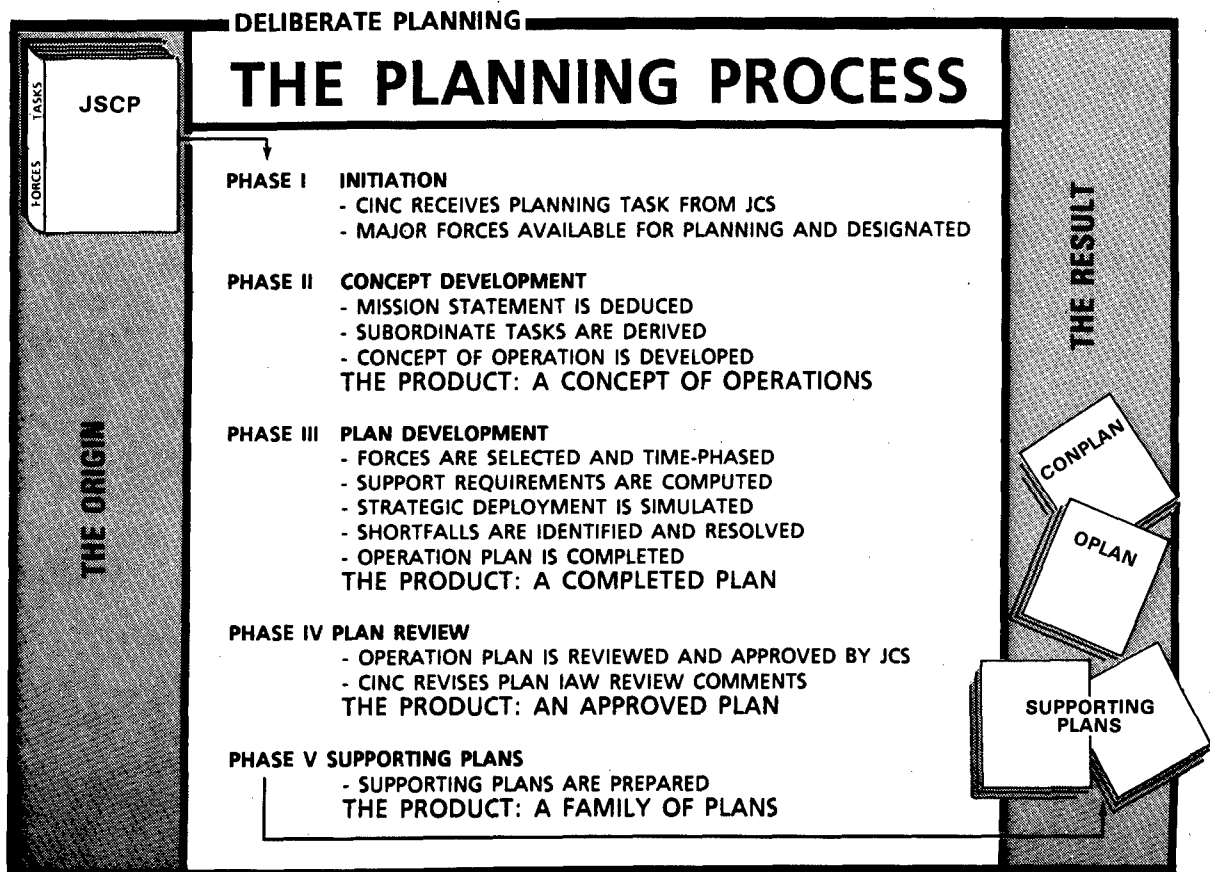 DELIBERATE PLANNING
THE PLANNING PROCESS
JSCP
TASKS
FORCES
THE ORIGIN
PHASE I INITIATION
- CINC RECEIVES PLANNING TASK FROM JCS
- MAJOR FORCES AVAILABLE FOR PLANNING AND DESIGNATED
PHASE II CONCEPT DEVELOPMENT
- MISSION STATEMENT IS DEDUCED
- SUBORDINATE TASKS ARE DERIVED
- CONCEPT OF OPERATION IS DEVELOPED
THE PRODUCT: A CONCEPT OF OPERATIONS
PHASE III PLAN DEVELOPMENT
- FORCES ARE SELECTED AND TIME-PHASED
- SUPPORT REQUIREMENTS ARE COMPUTED
- STRATEGIC DEPLOYMENT IS SIMULATED
- SHORTFALLS ARE IDENTIFIED AND RESOLVED
- OPERATION PLAN IS COMPLETED
THE PRODUCT: A COMPLETED PLAN
PHASE IV PLAN REVIEW
- OPERATION PLAN IS REVIEWED AND APPROVED BY JCS
- CINC REVISES PLAN IAW REVIEW COMMENTS
THE PRODUCT: AN APPROVED PLAN
PHASE V SUPPORTING PLANS
- SUPPORTING PLANS ARE PREPARED
THE PRODUCT: A FAMILY OF PLANS
THE RESULT
CONPLAN
OPLAN
SUPPORTING
PLANS